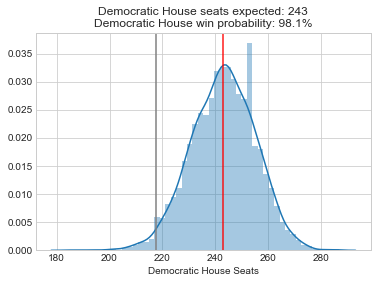 Democratic House seats expected: 243
Democratic House win probability: 98.1%
0.035
0.030
0.025
0.020
0.015
0.010
0.005
0.000
180 200 220 240 260 280
Democratic House Seats